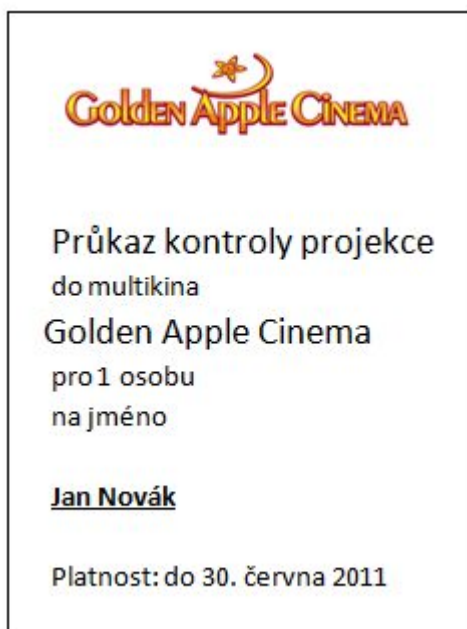 Golden Apple Cinema
Průkaz kontroly projekce
do multikina
Golden Apple Cinema
pro 1 osobu
na jméno
Jan Novák
Platnost: do 30. června 2011